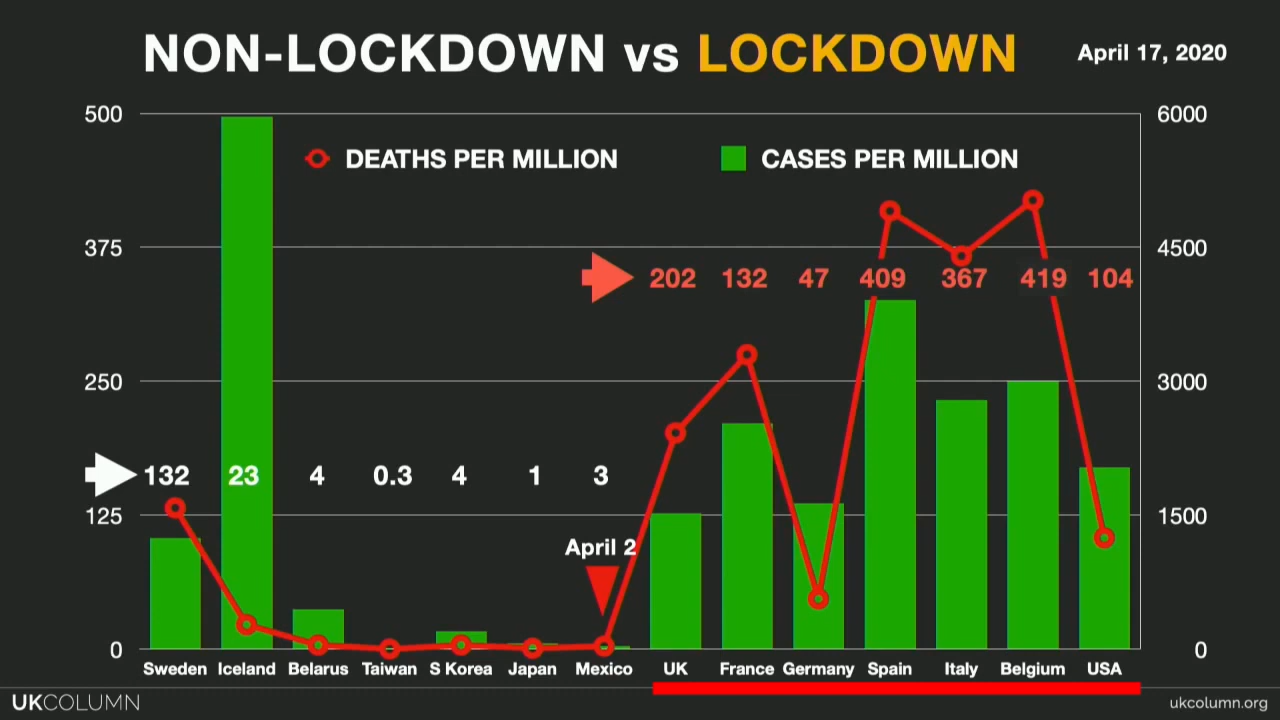 NON-LOCKDOWN vs LOCKDOWN
April 17, 2020
500
6000
DEATHS PER MILLION
CASES PER MILLION
375
4500
202 132 47 409 367 419 104
250
3000
132 23 4 0.3 4 1 3
125
1500
April 2
0
0
Sweden Iceland Belarus Taiwan S Korea Japan Mexico UK France Germany Spain Italy Belgium USA
UKCOLUMN
ukcolumn.org